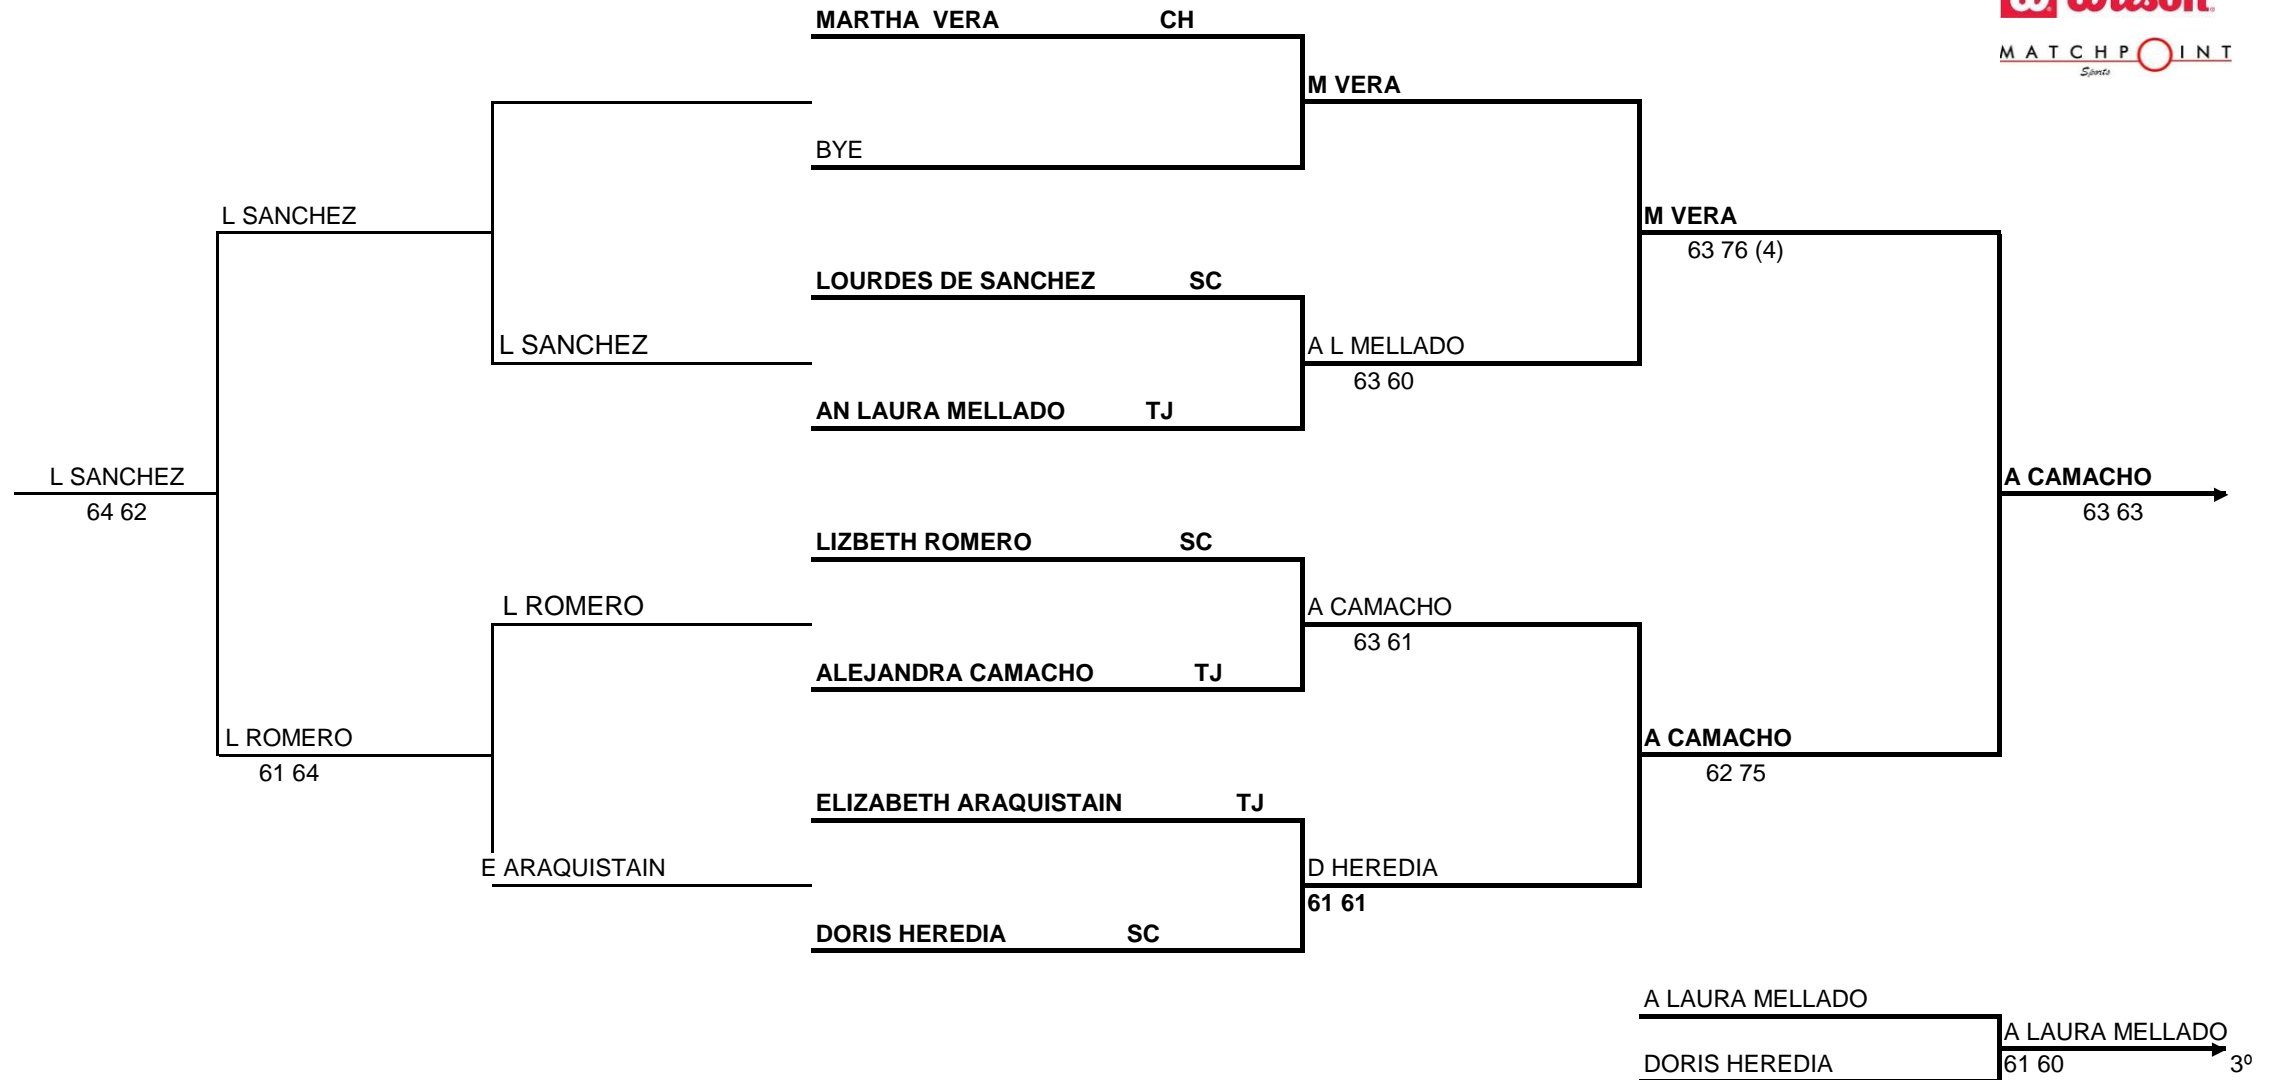 MARTHA VERA CH
Wilson.
MATCHPOINT
Sports
M VERA
BYE
L SANCHEZ
M VERA
63 76 (4)
LOURDES DE SANCHEZ SC
L SANCHEZ
A L MELLADO
63 60
AN LAURA MELLADO TJ
L SANCHEZ
64 62
A CAMACHO
63 63
LIZBETH ROMERO SC
L ROMERO
A CAMACHO
63 61
ALEJANDRA CAMACHO TJ
L ROMERO
61 64
A CAMACHO
62 75
ELIZABETH ARAQUISTAIN TJ
E ARAQUISTAIN
D HEREDIA
61 61
DORIS HEREDIA SC
A LAURA MELLADO
A LAURA MELLADO
DORIS HEREDIA
61 60 3º